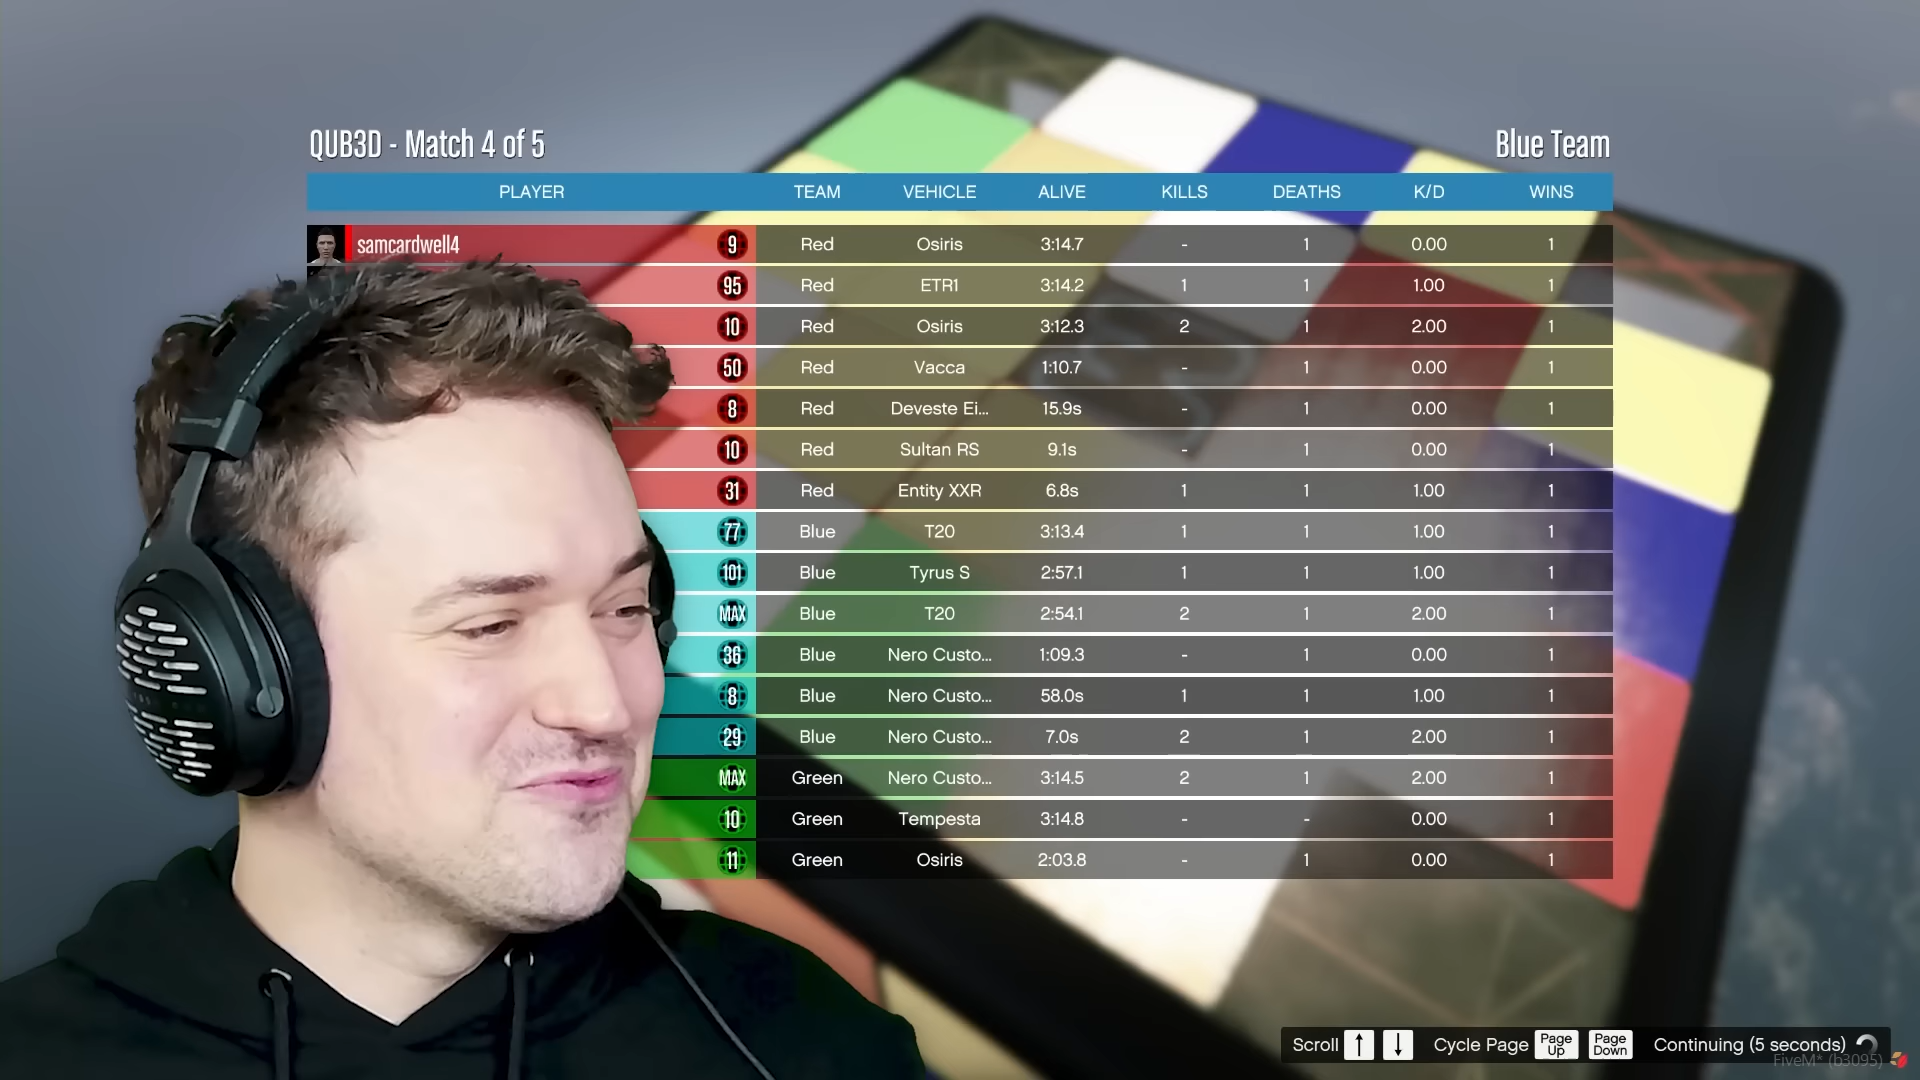 QUB3D - Match 4 of 5
Blue Team
PLAYER TEAM VEHICLE ALIVE KILLS DEATHS K/D WINS
samcardwell4 9 Red Osiris 3:14.7 - 1 0.00 1
95 Red ETR1 3:14.2 1 1 1.00 1
10 Red Osiris 3:12.3 2 1 2.00 1
50 Red Vacca 1:10.7 - 1 0.00 1
8 Red Deveste Ei... 15.9s - 1 0.00 1
10 Red Sultan RS 9.1s - 1 0.00 1
31 Red Entity XXR 6.8s 1 1 1.00 1
77 Blue T20 3:13.4 1 1 1.00 1
101 Blue Tyrus S 2:57.1 1 1 1.00 1
MAX Blue T20 2:54.1 2 1 2.00 1
36 Blue Nero Custo... 1:09.3 - 1 0.00 1
8 Blue Nero Custo... 58.0s 1 1 1.00 1
29 Blue Nero Custo... 7.0s 2 1 2.00 1
MAX Green Nero Custo... 3:14.5 2 1 2.00 1
10 Green Tempesta 3:14.8 - - 0.00 1
11 Green Osiris 2:03.8 - 1 0.00 1
Scroll ↑ ↓ Cycle Page Page Up Page Down Continuing (5 seconds)
FiveM* (b3095)